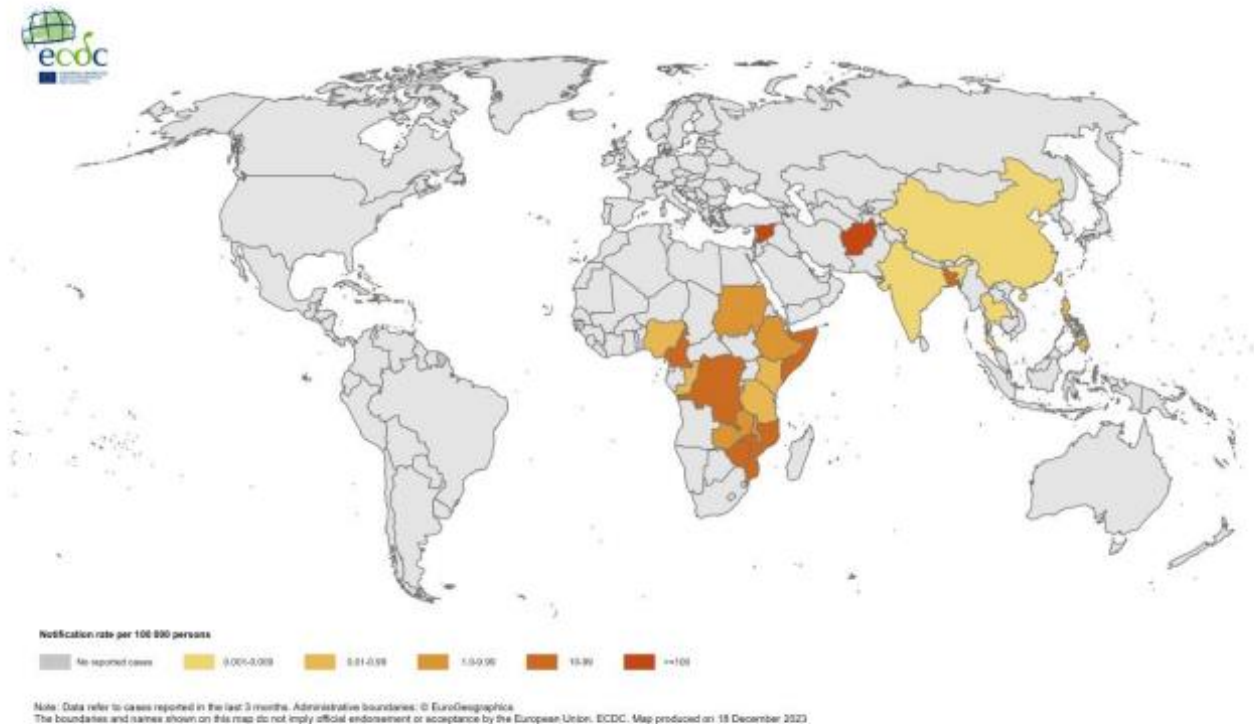 ecdc
Notification rate per 100 000 persons
No reported cases
0.001-0.009
0.01-0.99
1.0-9.99
10-99
>=100
Note: Data refer to cases reported in the last 3 months. Administrative boundaries: © EuroGeographics
The boundaries and names shown on this map do not imply official endorsement or acceptance by the European Union. ECDC. Map produced on 18 December 2023